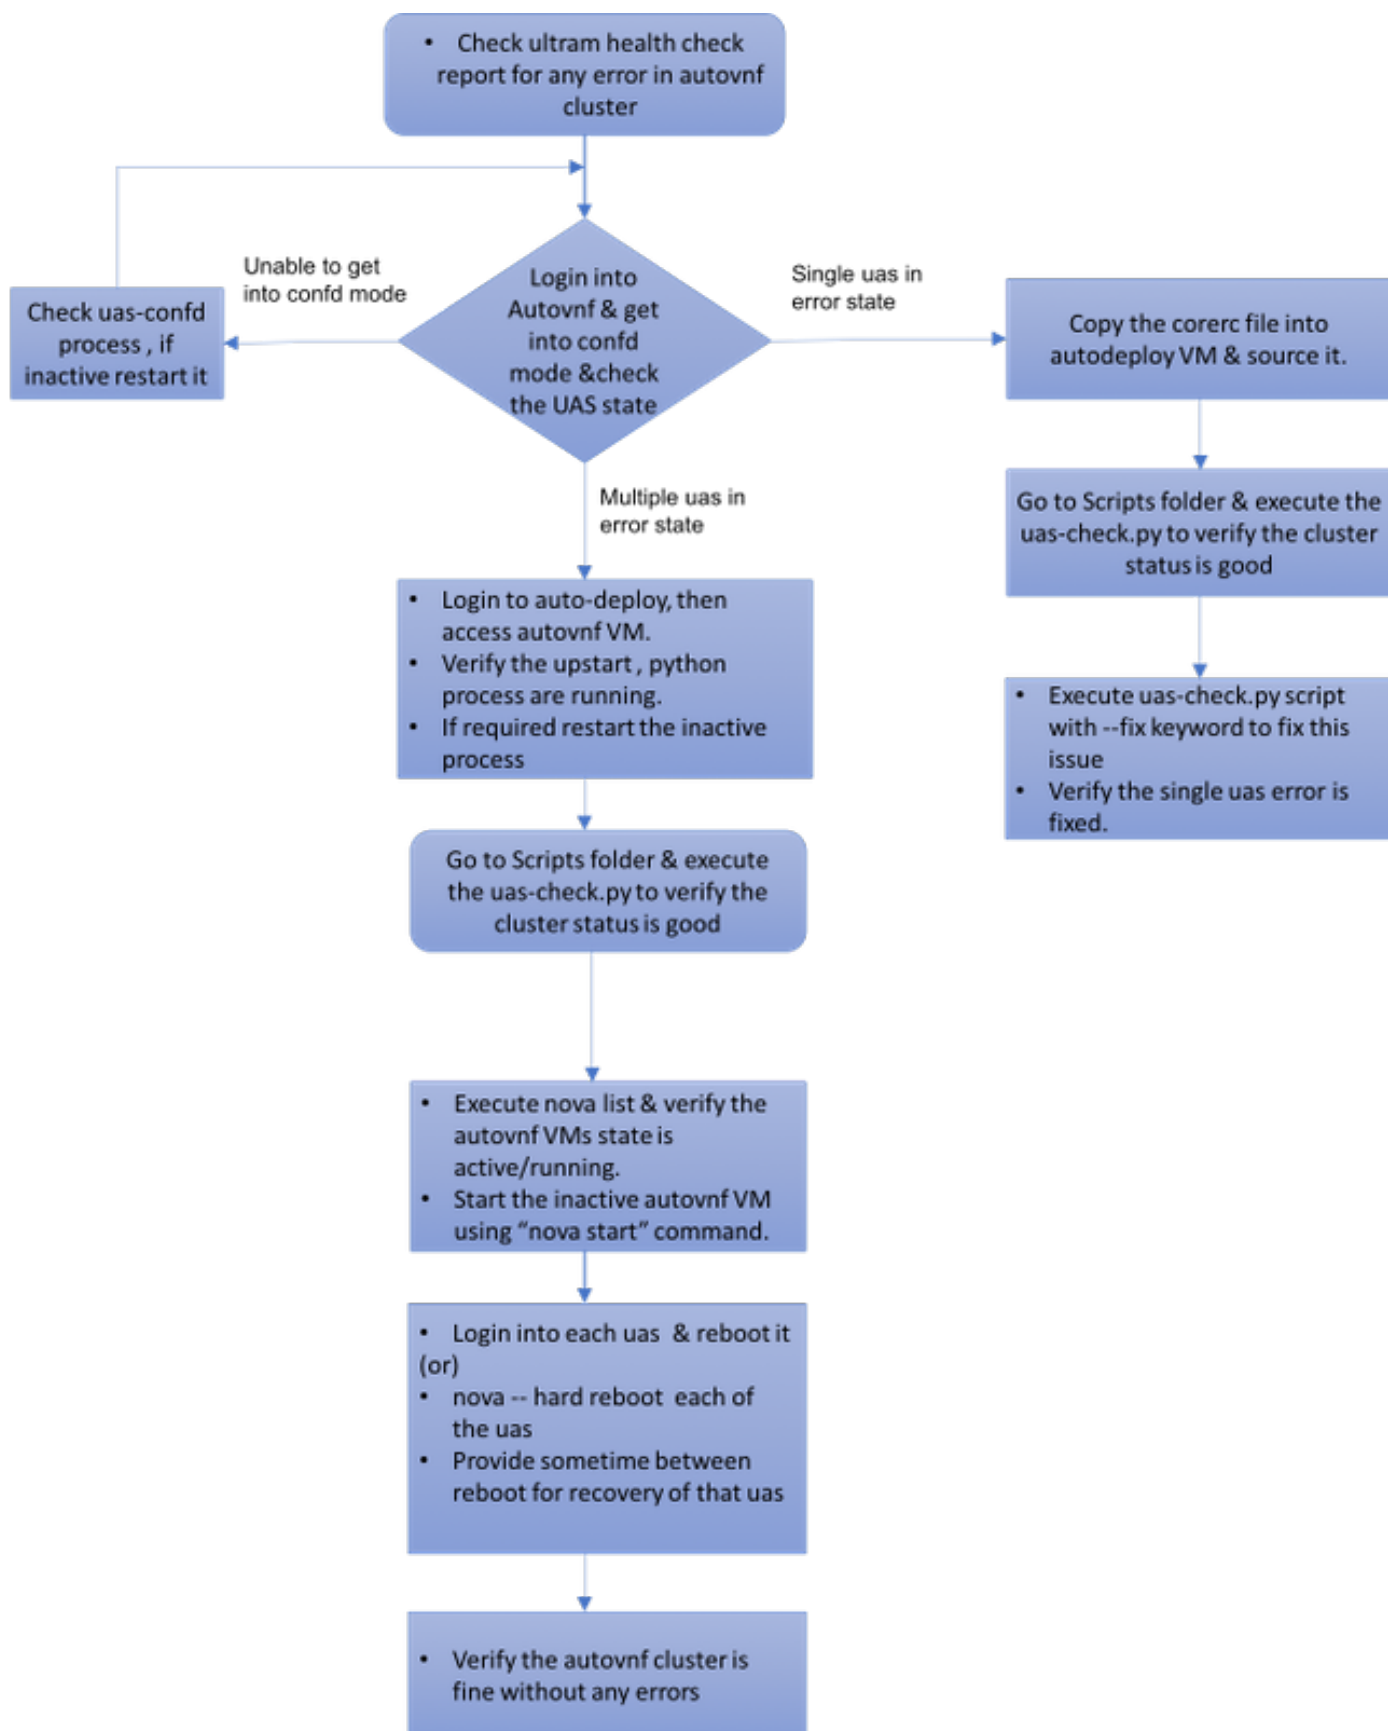 • Check ultram health check
report for any error in autovnf
cluster
Unable to get
into confd mode
Check uas-confd
process , if
inactive restart it
Login into
Autovnf & get
into confd
mode &check
the UAS state
Single uas in
error state
Copy the corerc file into
autodeploy VM & source it.
Go to Scripts folder & execute the
uas-check.py to verify the cluster
status is good
• Execute uas-check.py script
with --fix keyword to fix this
issue
• Verify the single uas error is
fixed.
Multiple uas in
error state
• Login to auto-deploy, then
access autovnf VM.
• Verify the upstart , python
process are running.
• If required restart the inactive
process
Go to Scripts folder & execute
the uas-check.py to verify the
cluster status is good
• Execute nova list & verify the
autovnf VMs state is
active/running.
• Start the inactive autovnf VM
using “nova start” command.
• Login into each uas & reboot it
(or)
• nova -- hard reboot each of
the uas
• Provide sometime between
reboot for recovery of that uas
• Verify the autovnf cluster is
fine without any errors